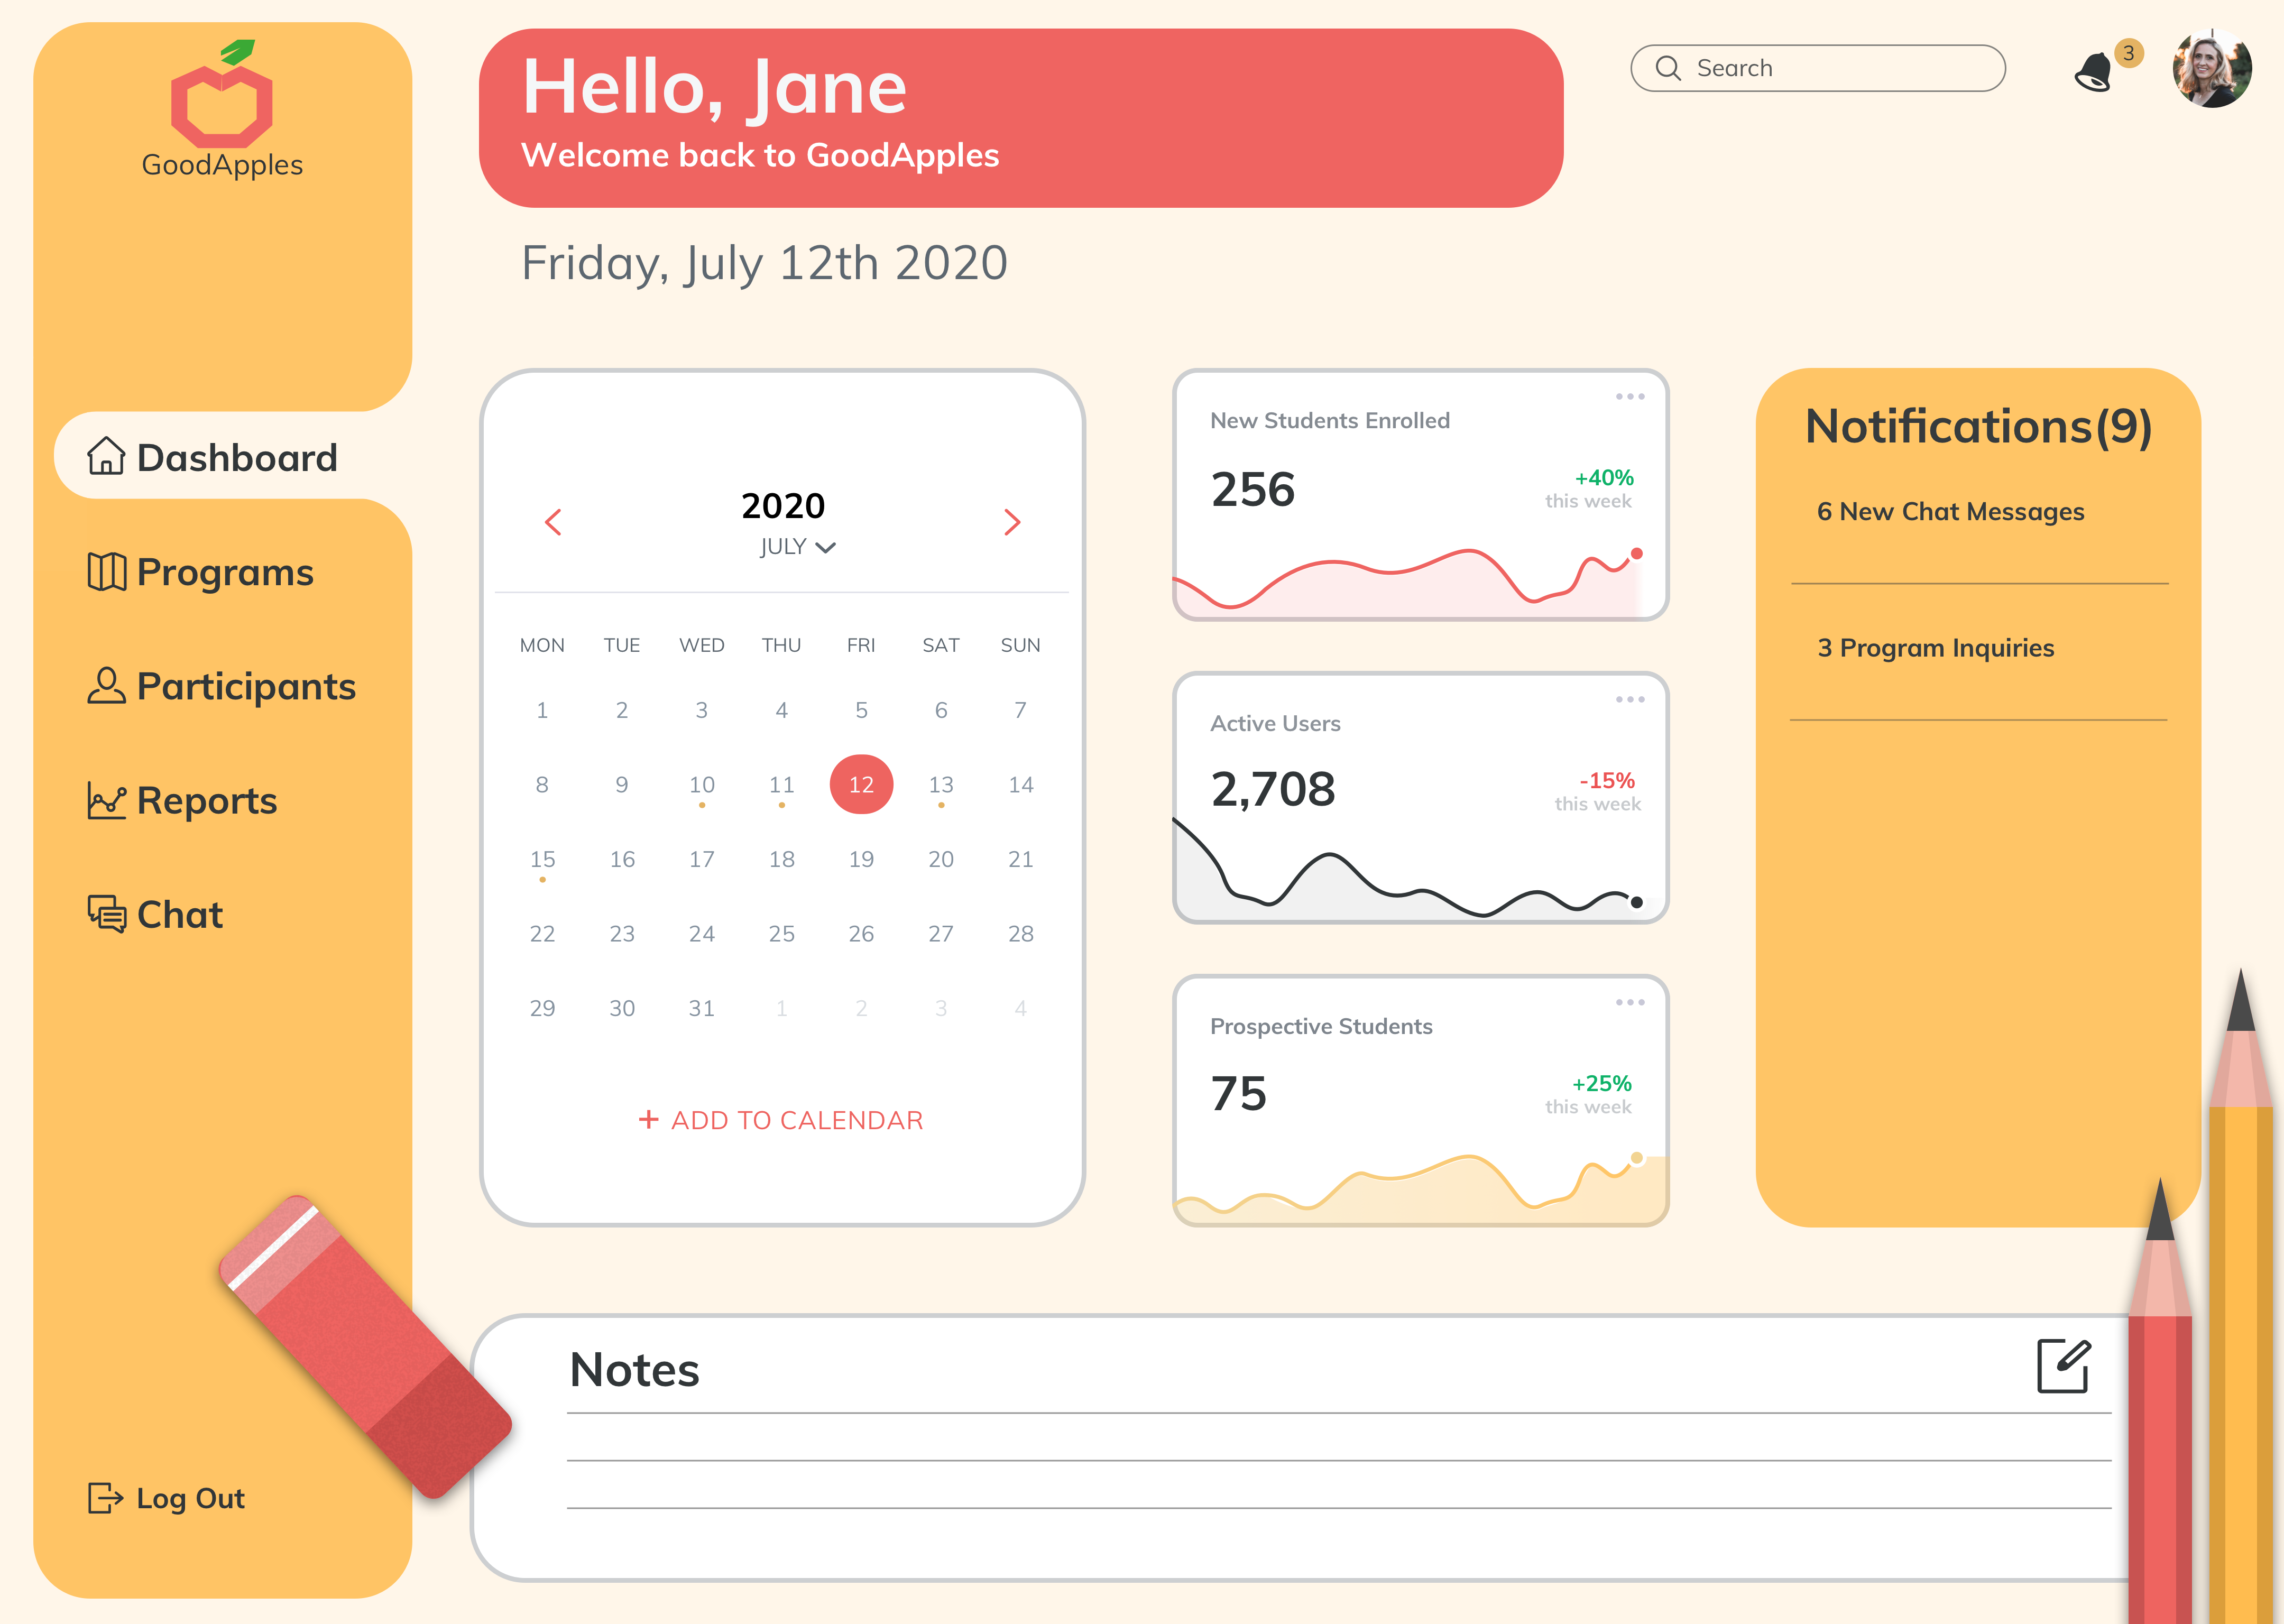 GoodApples
Dashboard
Programs
Participants
Reports
Chat
Log Out
Hello, Jane
Welcome back to GoodApples
Search
3
Friday, July 12th 2020
2020
JULY
MON TUE WED THU FRI SAT SUN
1 2 3 4 5 6 7
8 9 10 11 12 13 14
15 16 17 18 19 20 21
22 23 24 25 26 27 28
29 30 31 1 2 3 4
+ ADD TO CALENDAR
New Students Enrolled
256
+40%
this week
Active Users
2,708
-15%
this week
Prospective Students
75
+25%
this week
Notifications(9)
6 New Chat Messages
3 Program Inquiries
Notes